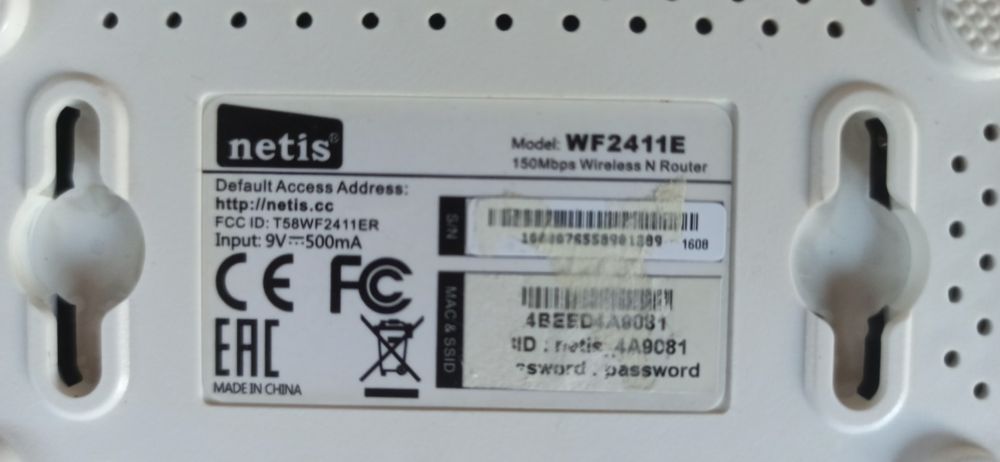 netis®
Model: WF2411E
150Mbps Wireless N Router
Default Access Address:
http://netis.cc
FCC ID: T58WF2411ER
Input: 9V⎓500mA
CE FC
EAC
MADE IN CHINA
S/N
1608
MAC & SSID
: netis_4A9081
: password